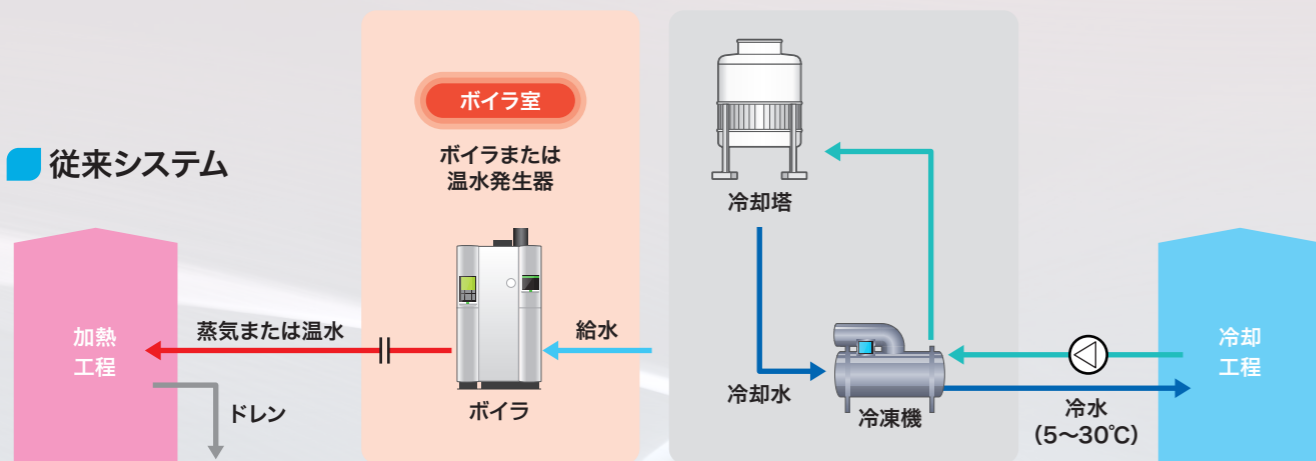 従来システム
ボイラ室
ボイラまたは
温水発生器
ボイラ
給水
蒸気または温水
加熱
工程
ドレン
冷却塔
冷却水
冷凍機
冷水
(5〜30℃)
冷却
工程